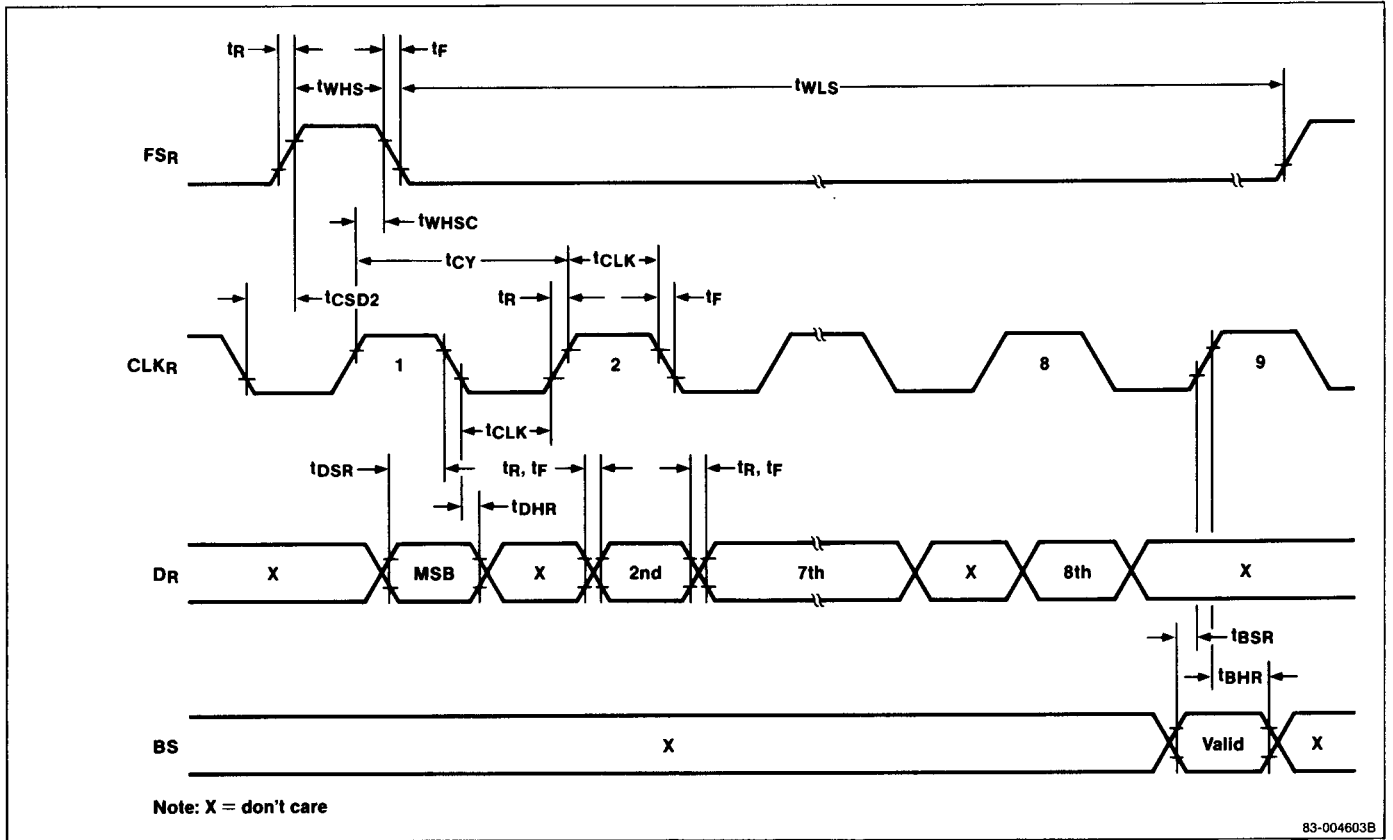 tR tF
tWHS tWLS
FSR
tWHSC
tCY tCLK
tCSD2 tR tF
CLKR 1 2 8 9
tCLK
tDSR tR, tF tR, tF
tDHR
DR X MSB X 2nd 7th X 8th X
tBSR
tBHR
BS X Valid X
Note: X = don't care
83-004603B